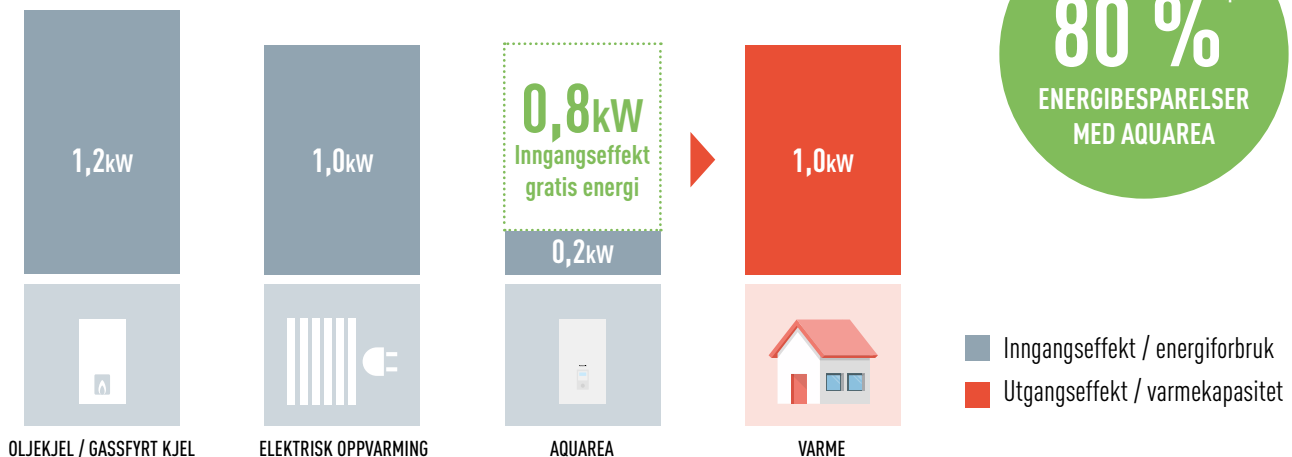 80 %
ENERGIBESPARELSER
MED AQUAREA
1,2kW
1,0kW
0,8kW
Inngangseffekt
gratis energi
0,2kW
1,0kW
Inngangseffekt / energiforbruk
Utgangseffekt / varmekapasitet
OLJEKJEL / GASSFYRT KJEL
ELEKTRISK OPPVARMING
AQUAREA
VARME